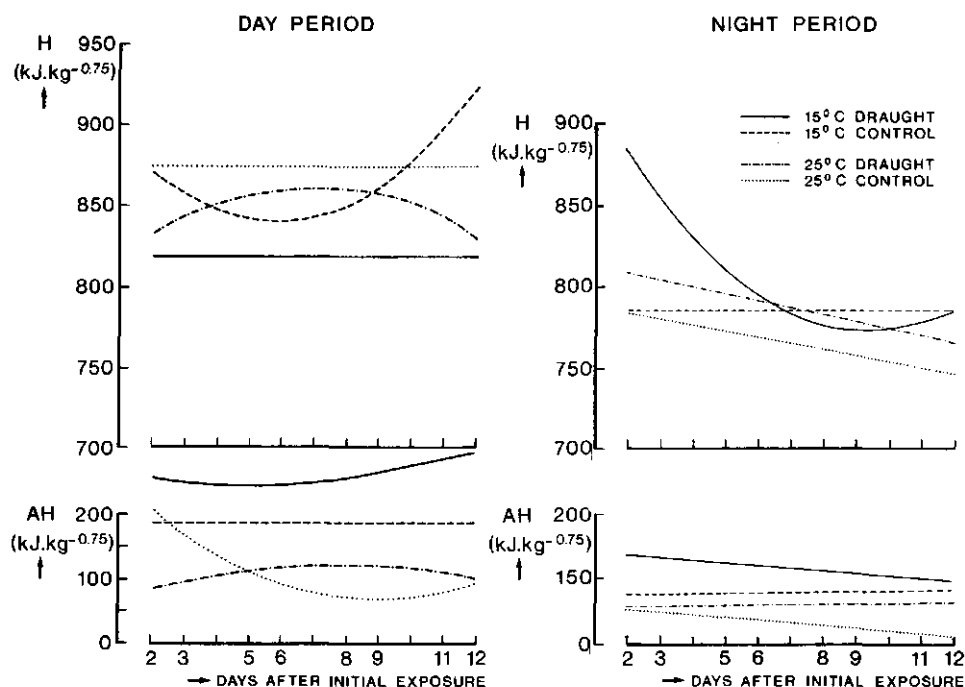 DAY PERIOD
H
(kJ.kg⁻⁰·⁷⁵)
950
900
850
800
750
700
AH
(kJ.kg⁻⁰·⁷⁵)
200
100
0
2 3 5 6 8 9 11 12
→ DAYS AFTER INITIAL EXPOSURE
NIGHT PERIOD
H
(kJ.kg⁻⁰·⁷⁵)
15°C DRAUGHT
15°C CONTROL
25°C DRAUGHT
25°C CONTROL
900
850
800
750
700
AH
(kJ.kg⁻⁰·⁷⁵)
200
150
0
2 3 5 6 8 9 11 12
→ DAYS AFTER INITIAL EXPOSURE